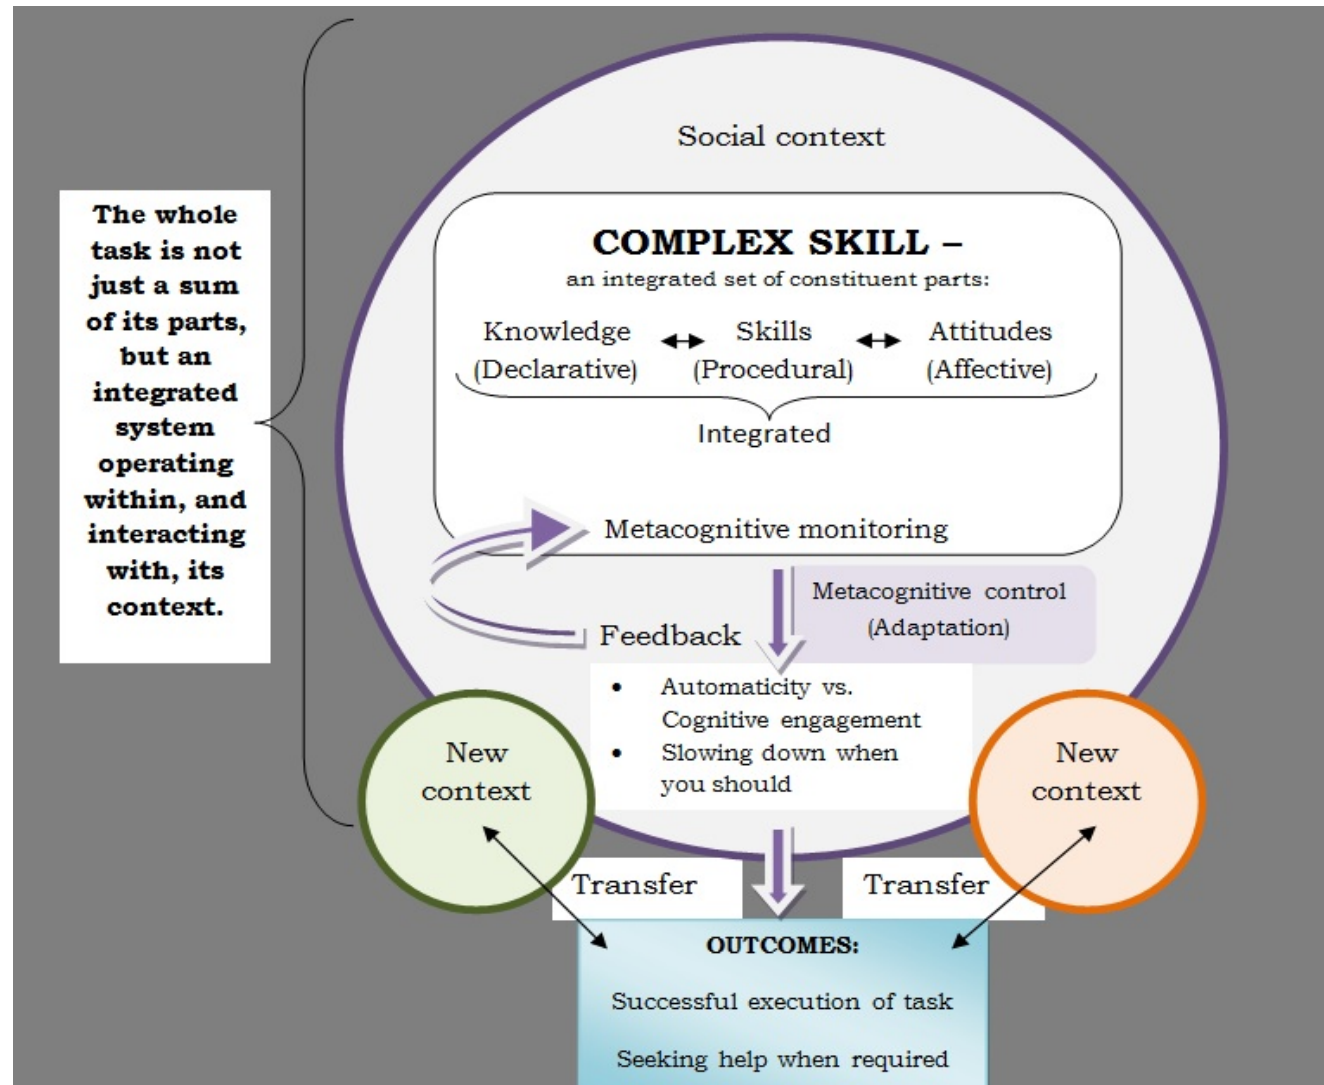 The whole
task is not
just a sum
of its parts,
but an
integrated
system
operating
within, and
interacting
with, its
context.
Social context
COMPLEX SKILL –
an integrated set of constituent parts:
Knowledge
(Declarative)
Skills
(Procedural)
Attitudes
(Affective)
Integrated
Metacognitive monitoring
Metacognitive control
(Adaptation)
Feedback
• Automaticity vs.
Cognitive engagement
• Slowing down when
you should
New
context
New
context
Transfer
Transfer
OUTCOMES:
Successful execution of task
Seeking help when required